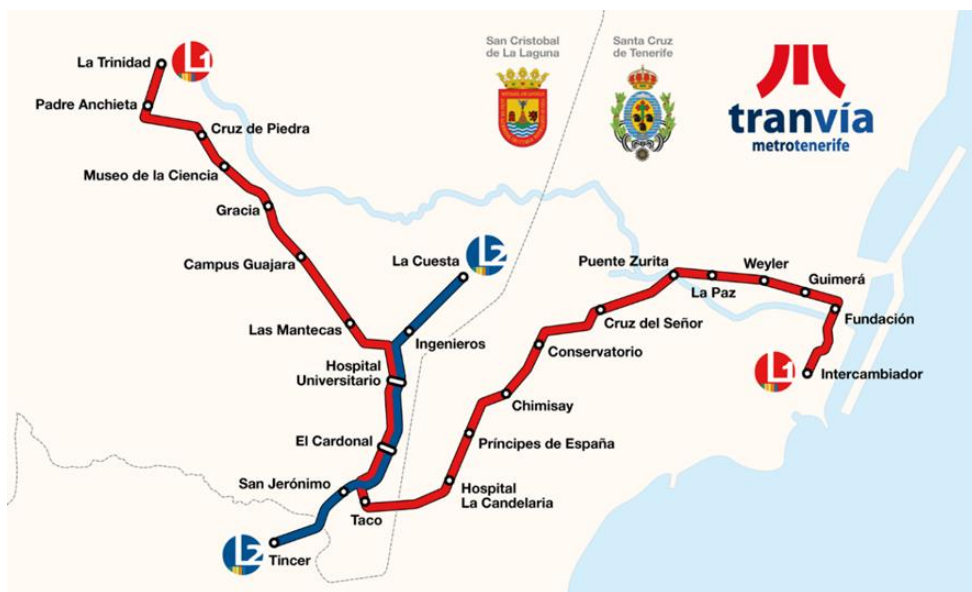 San Cristobal
de La Laguna
Santa Cruz
de Tenerife
tranvía
metrotenerife
L1
La Trinidad
Padre Anchieta
Cruz de Piedra
Museo de la Ciencia
Gracia
Campus Guajara
Las Mantecas
Hospital
Universitario
El Cardonal
Taco
Hospital
La Candelaria
Príncipes de España
Chimisay
Conservatorio
Cruz del Señor
Puente Zurita
La Paz
Weyler
Guimerá
Fundación
Intercambiador
L1
L2
La Cuesta
Ingenieros
San Jerónimo
Tincer
L2